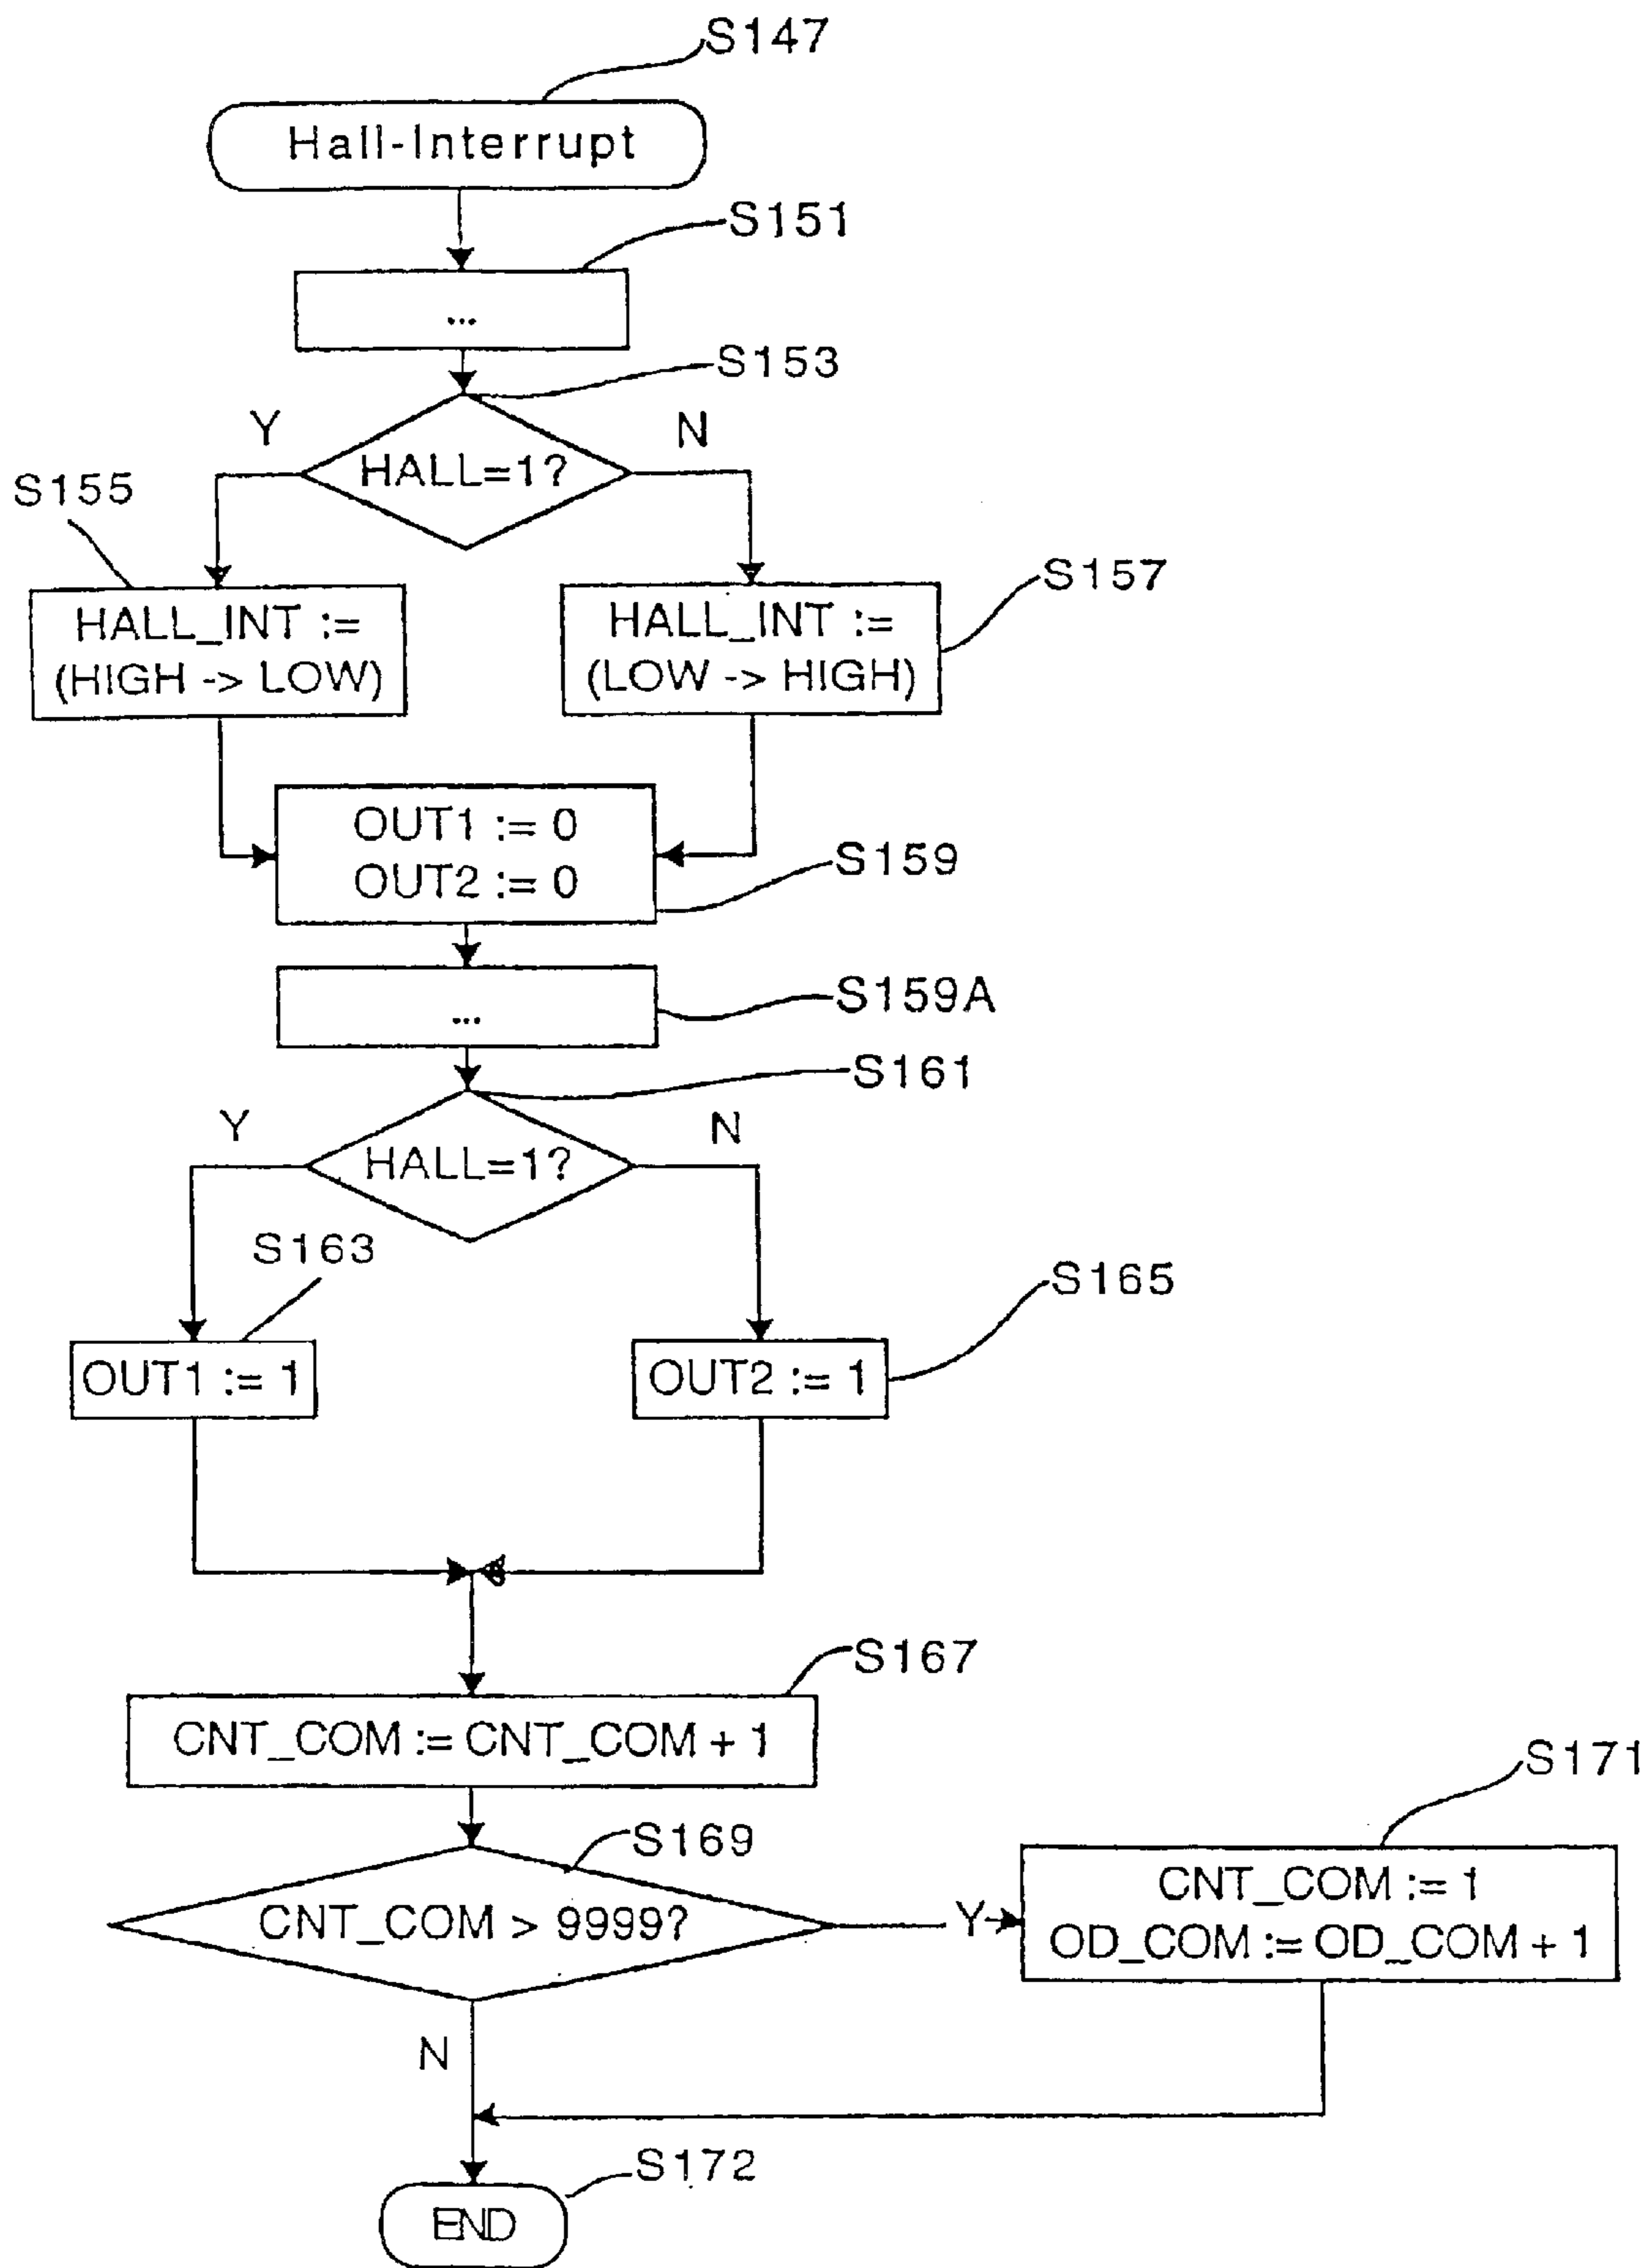 S147
Hall-Interrupt
S151
...
S153
Y
N
HALL=1?
S155
S157
HALL_INT :=
(HIGH -> LOW)
HALL_INT :=
(LOW -> HIGH)
OUT1 := 0
OUT2 := 0
S159
...
S159A
S161
Y
N
HALL=1?
S163
S165
OUT1 := 1
OUT2 := 1
S167
CNT_COM := CNT_COM + 1
S171
S169
CNT_COM > 9999?
Y
CNT_COM := 1
OD_COM := OD_COM + 1
N
S172
END